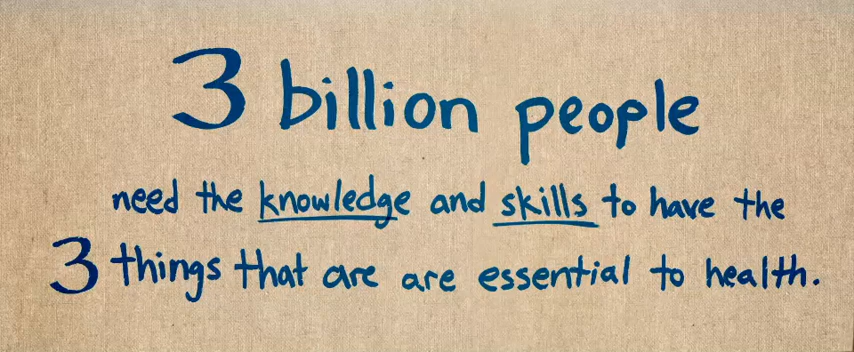 3 billion people
need the knowledge and skills to have the
3 things that are are essential to health.